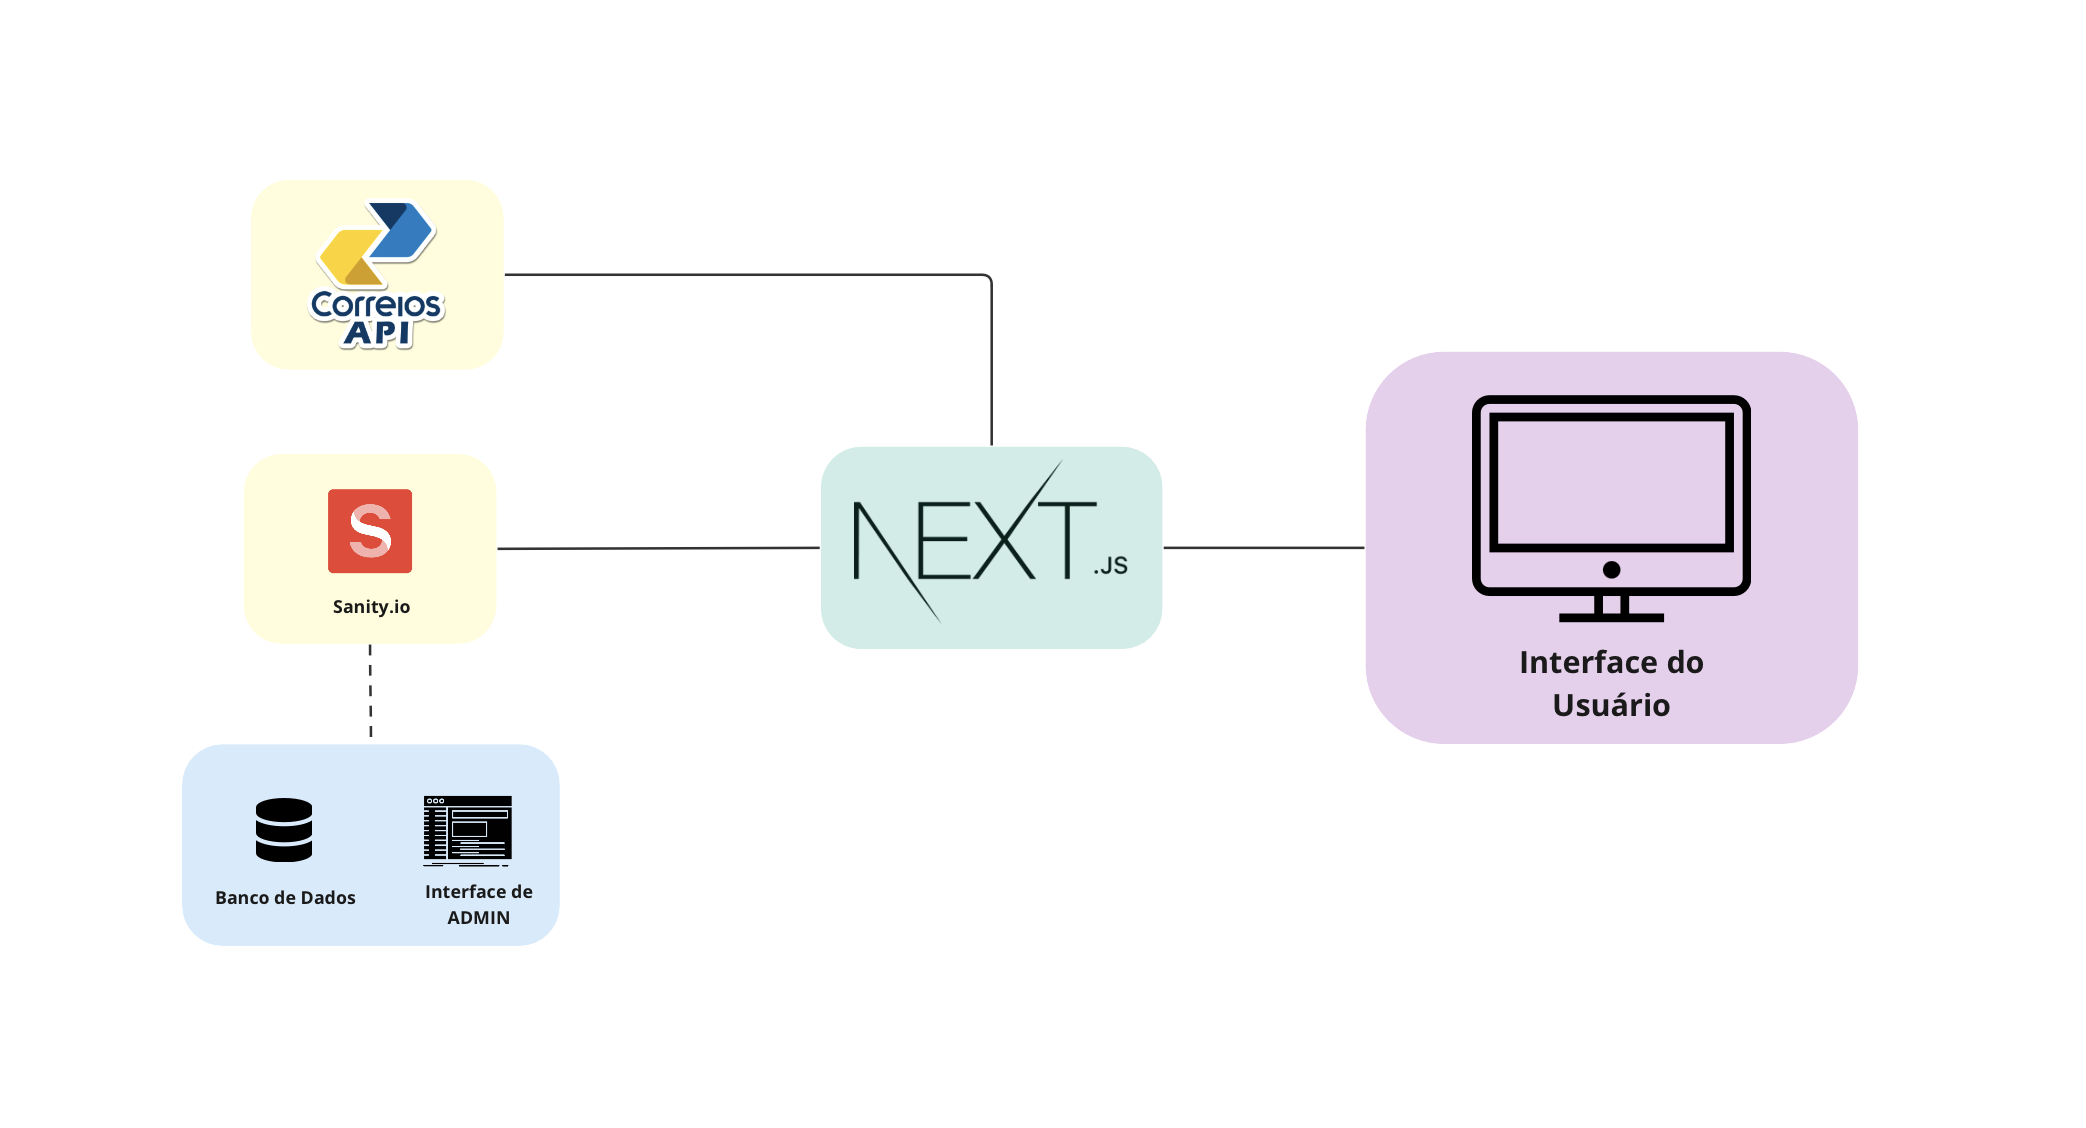 Correios
API
Sanity.io
NEXT
.JS
Interface do
Usuário
Banco de Dados
Interface de
ADMIN